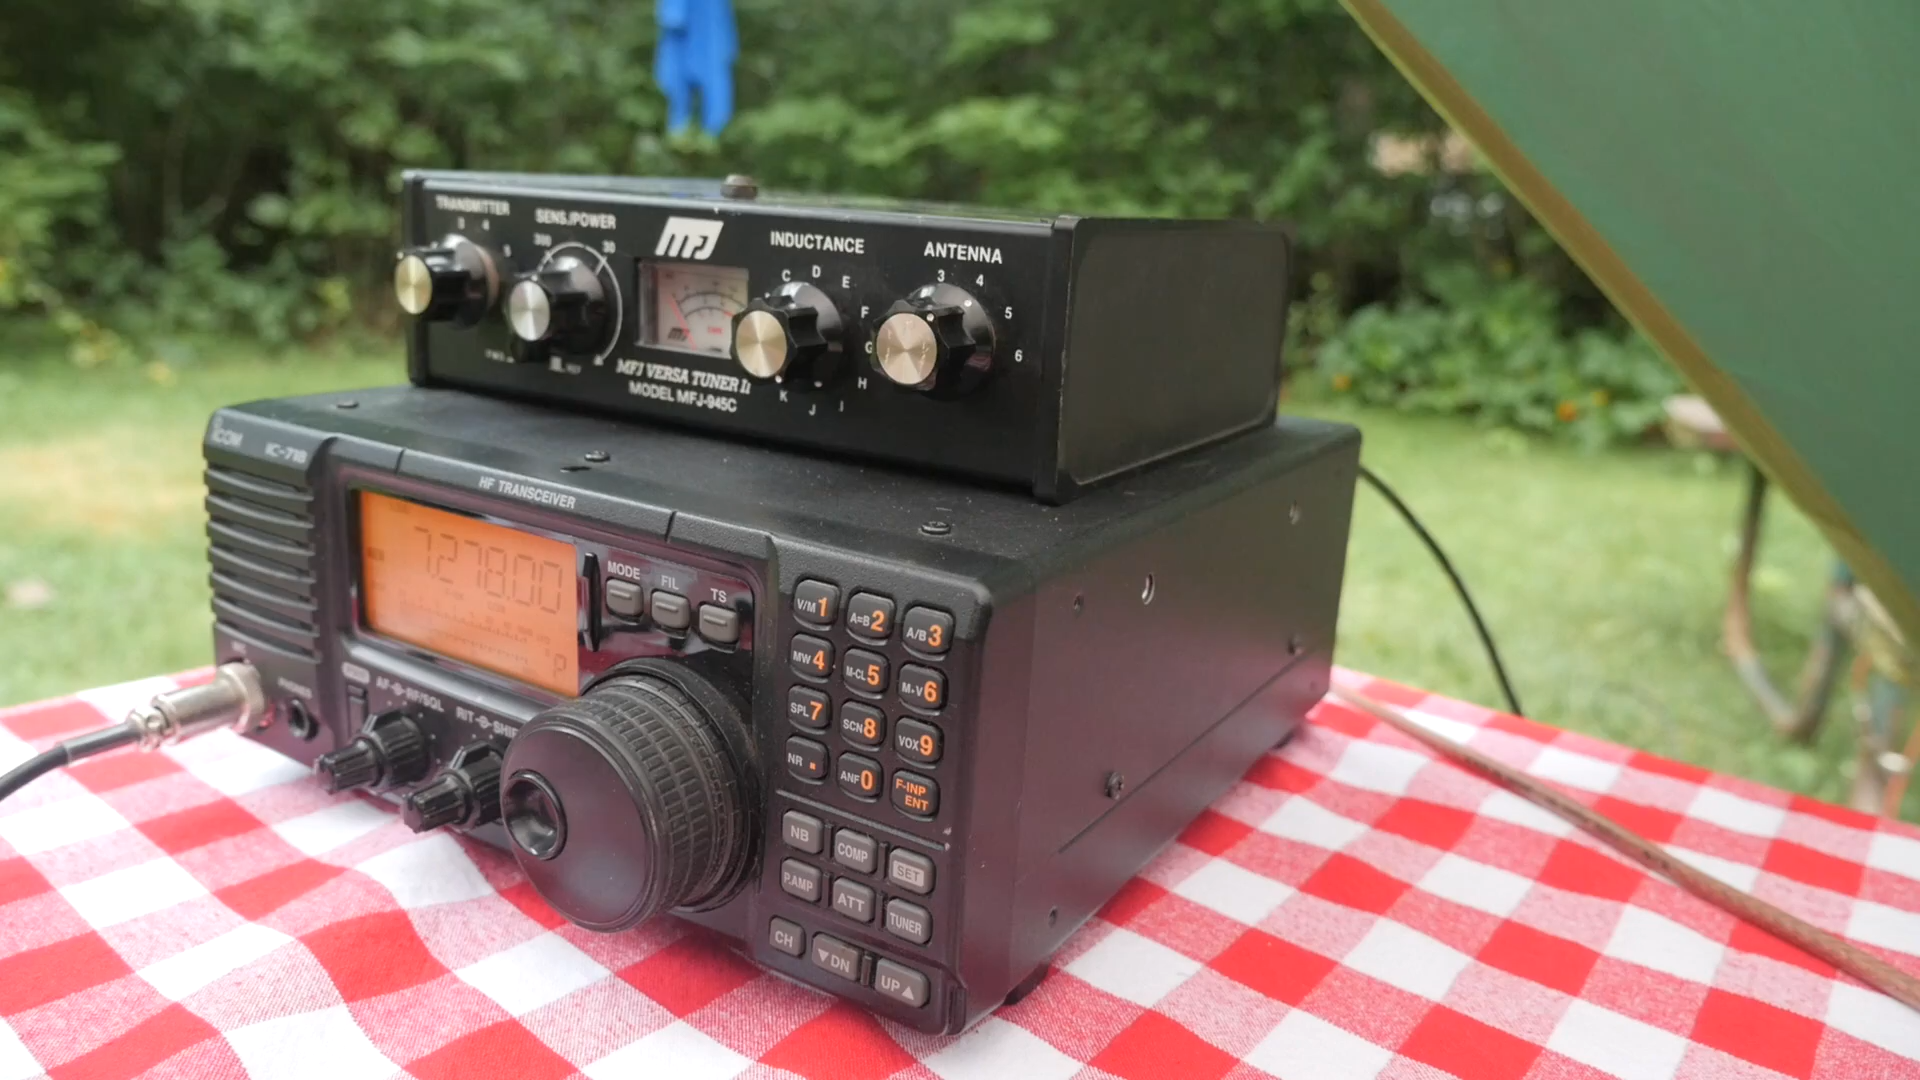 TRANSMITTER
3 4 5
SENS./POWER
300 30
MFJ
INDUCTANCE
C D E F G H I J K
ANTENNA
3 4 5 6
MFJ VERSA TUNER II
MODEL MFJ-945C
ICOM
IC-718
HF TRANSCEIVER
7.278.00
MODE FIL TS
PHONES
AF RF/SQL
RIT SHIF
V/M 1 A=B 2 A/B 3
MW 4 M-CL 5 M▸V 6
SPL 7 SCN 8 VOX 9
NR . ANF 0 F-INP ENT
NB COMP SET
P.AMP ATT TUNER
CH ▼DN UP▲